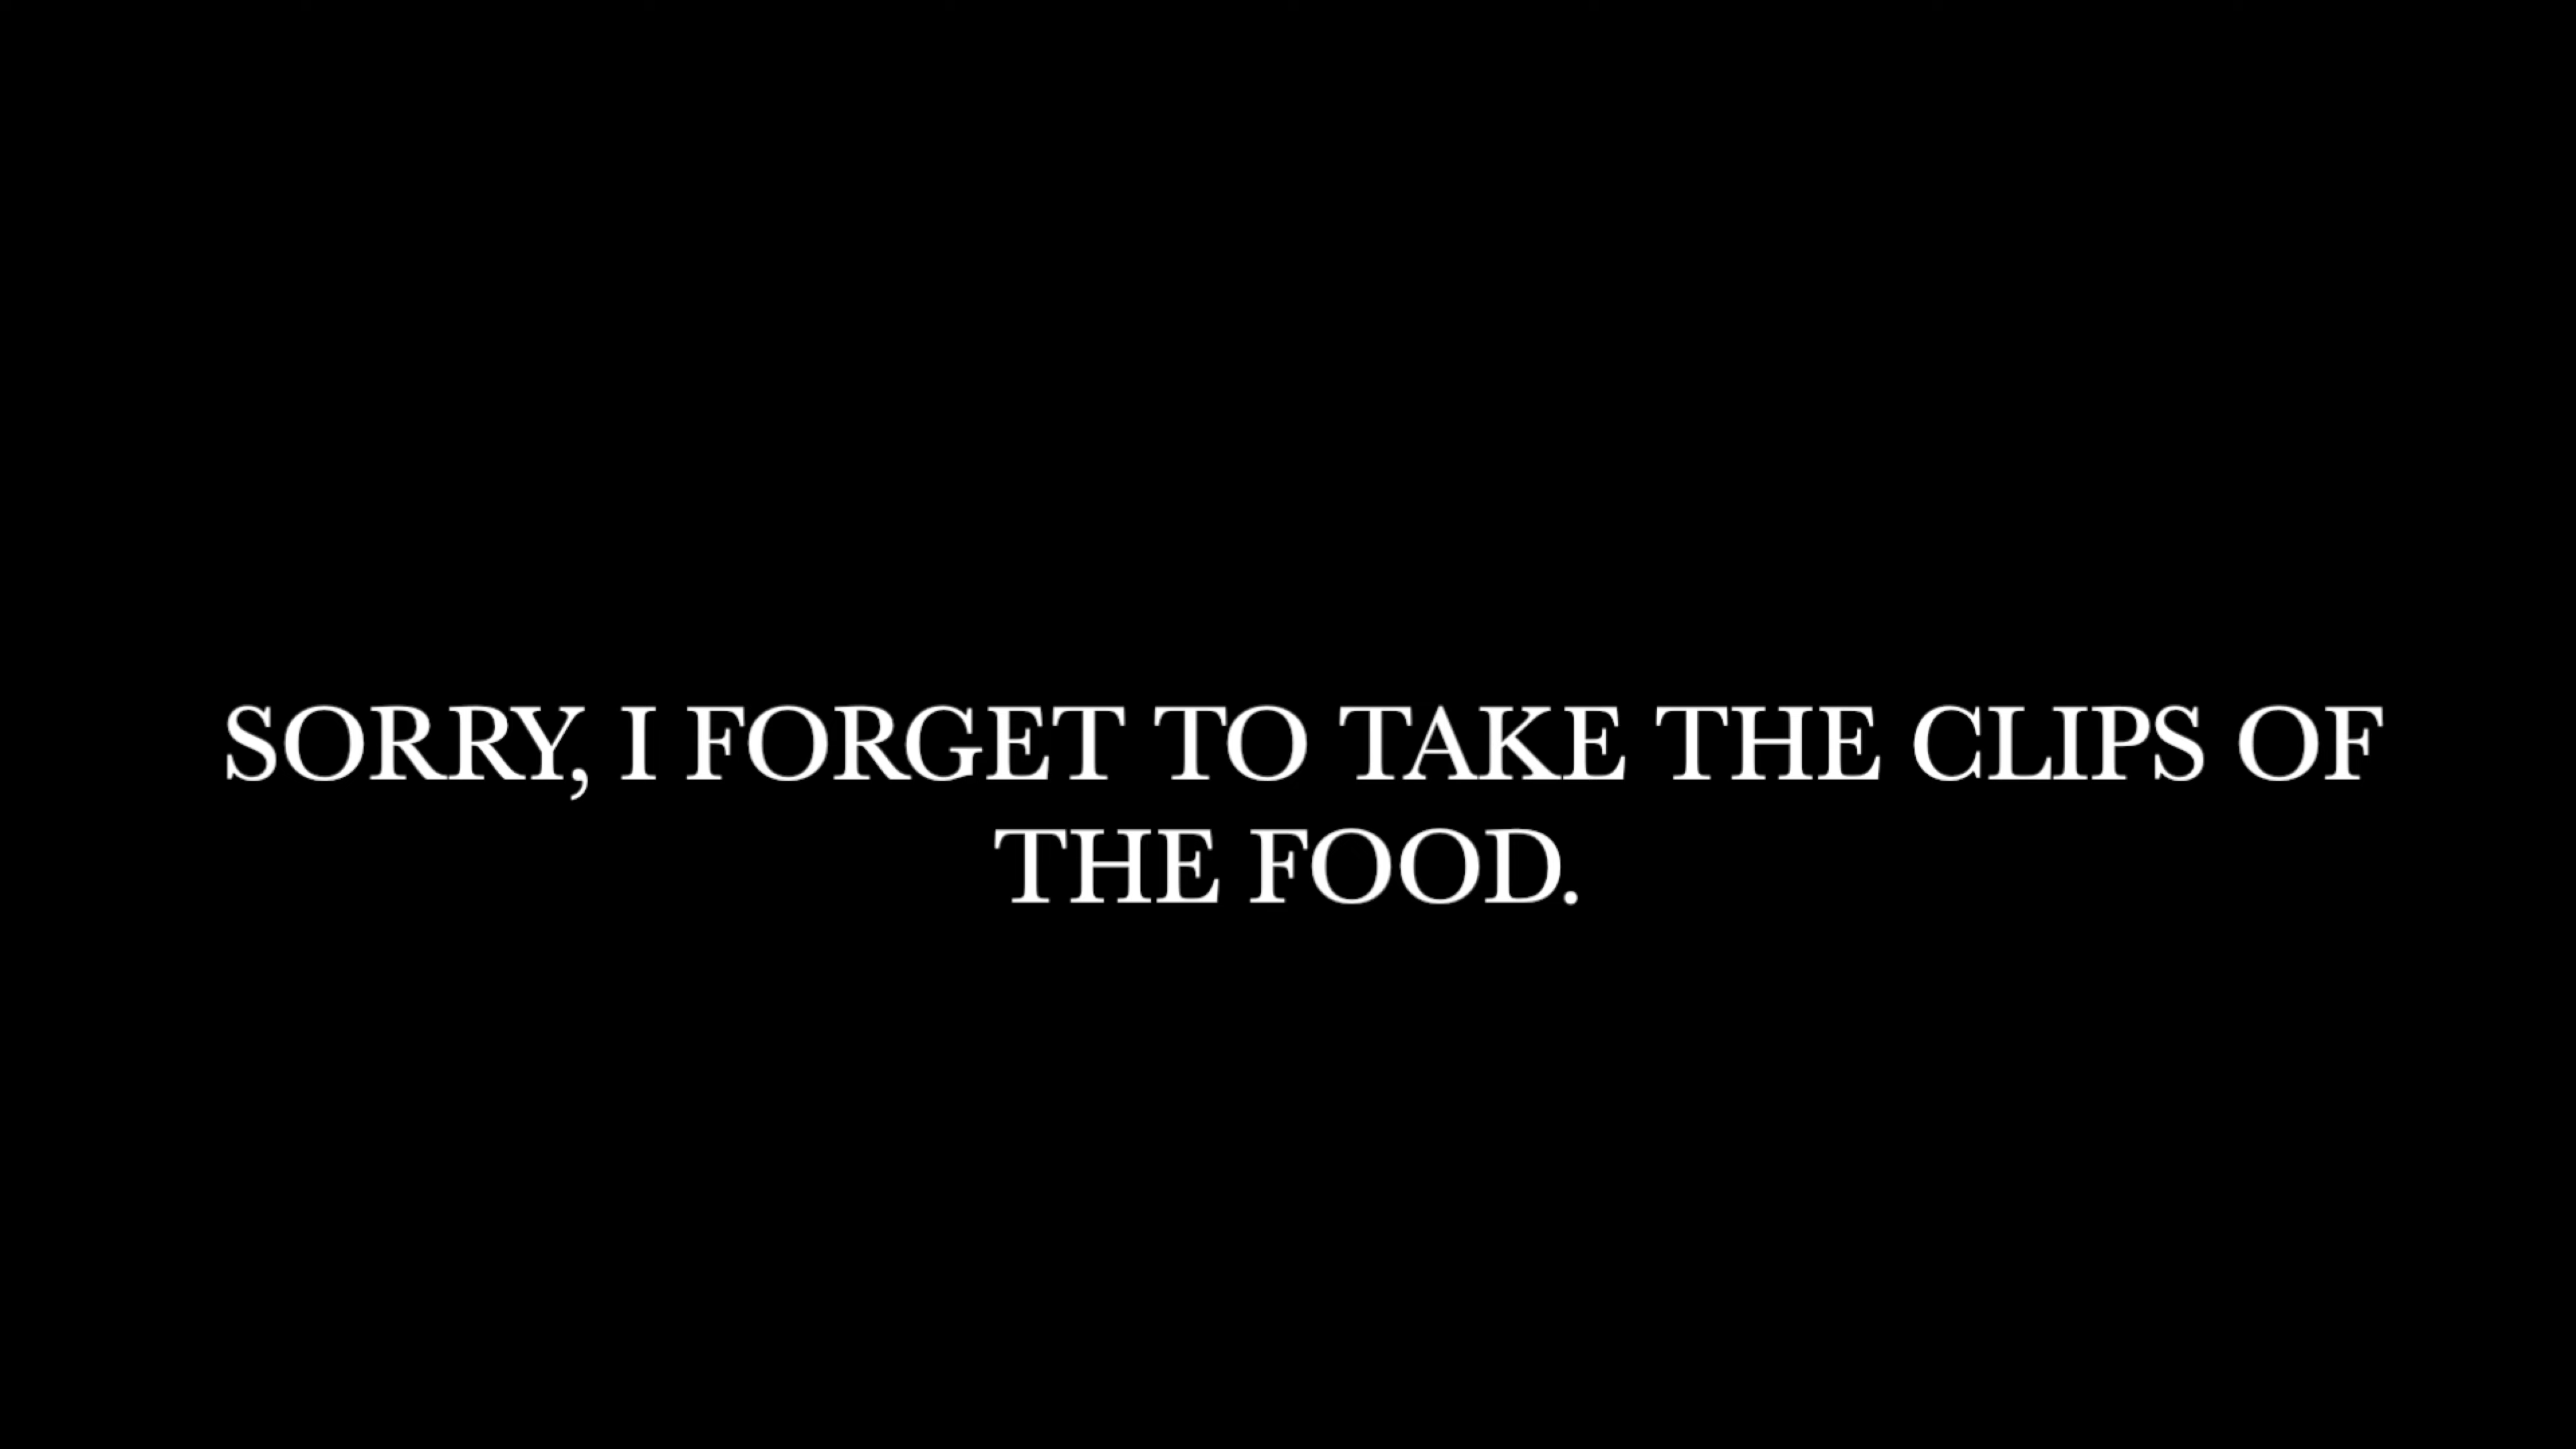 SORRY, I FORGET TO TAKE THE CLIPS OF
THE FOOD.